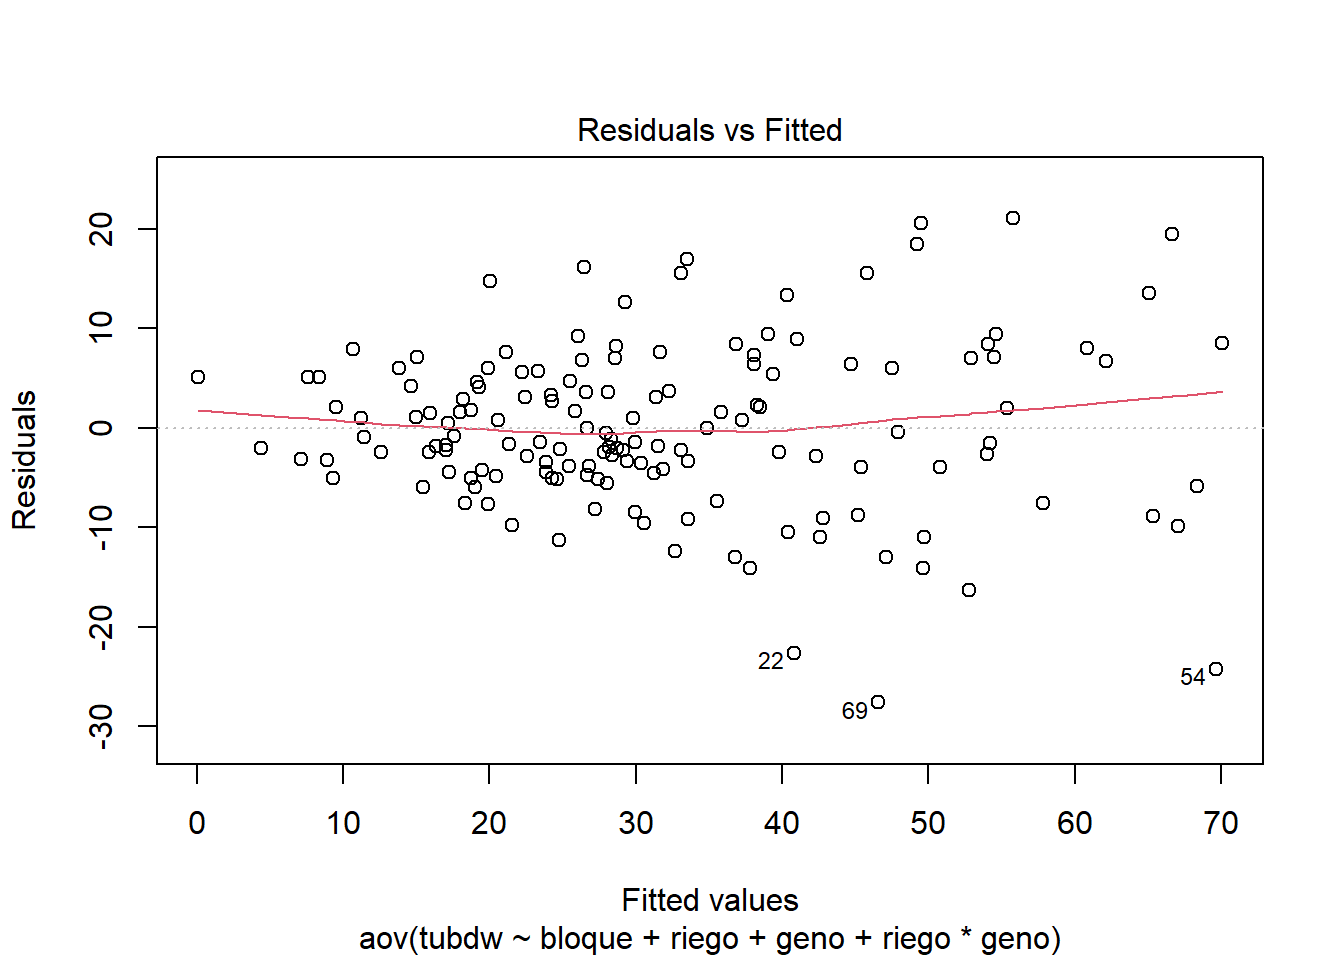 Residuals vs Fitted
Residuals
20
10
0
-10
-20
-30
22
54
69
0 10 20 30 40 50 60 70
Fitted values
aov(tubdw ~ bloque + riego + geno + riego * geno)